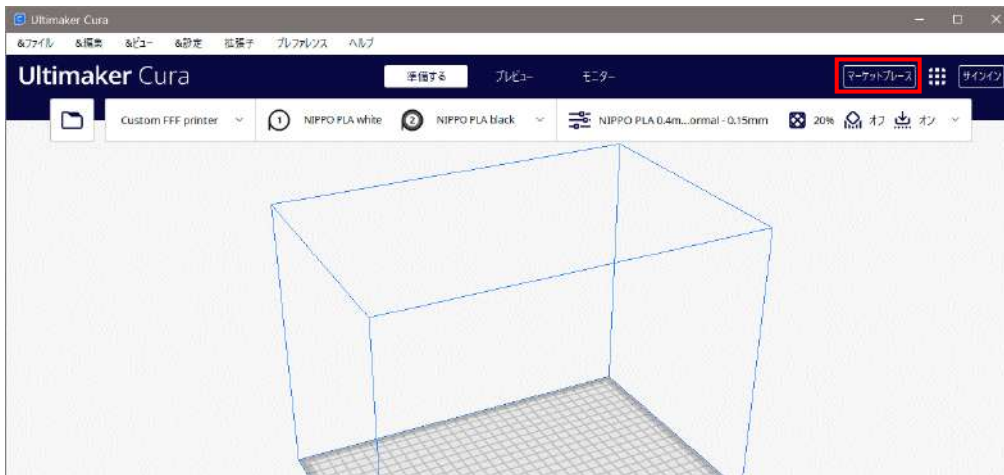 Ultimaker Cura
&ファイル &編集 &ビュー &設定 拡張子 プレファレンス ヘルプ
Ultimaker Cura 準備する プレビュー モニター マーケットプレース サインイン
Custom FFF printer 1 NIPPO PLA white 2 NIPPO PLA black NIPPO PLA 0.4m...ormal - 0.15mm 20% オフ オン